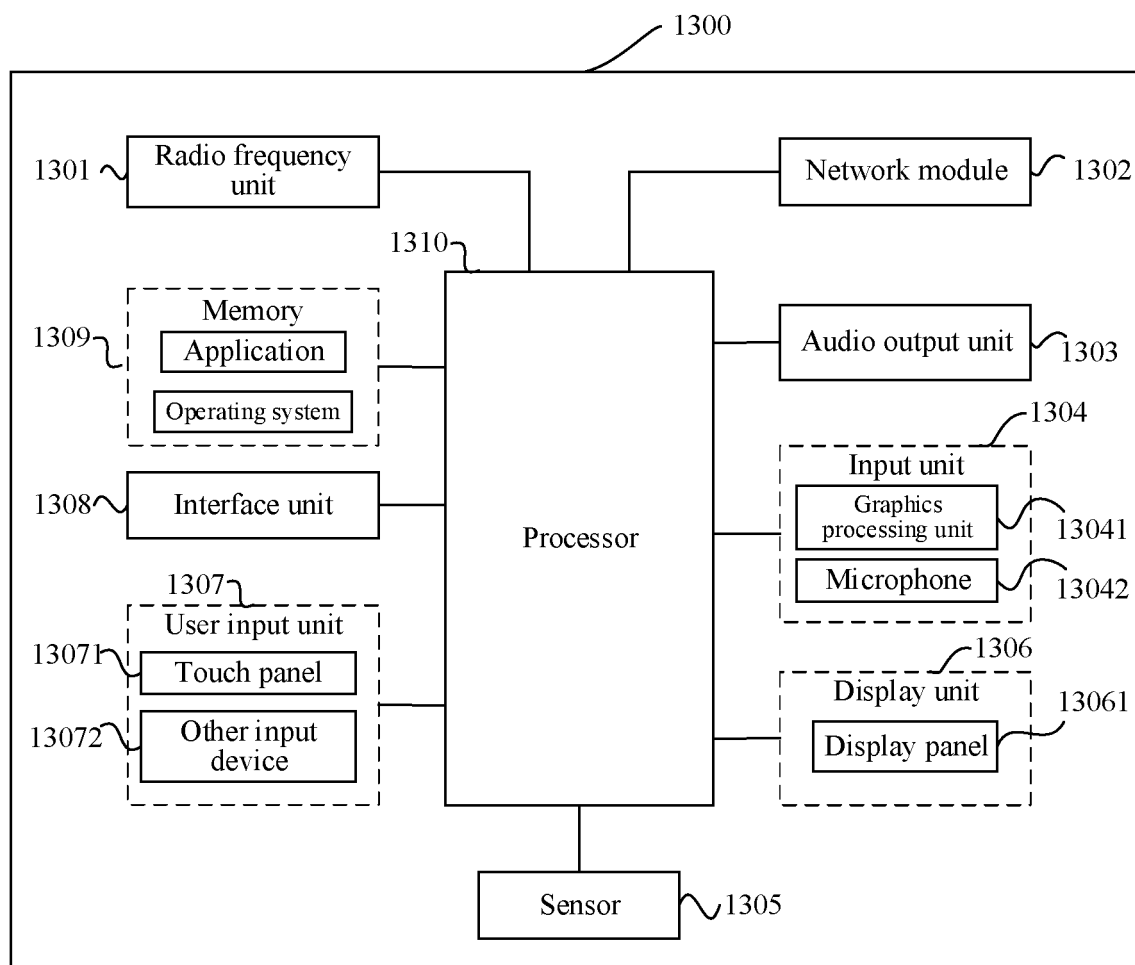 1300
1301
Radio frequency
unit
Network module
1302
1310
Memory
Application
Operating system
1309
Audio output unit
1303
1304
Input unit
Graphics
processing unit
13041
Microphone
13042
1308
Interface unit
Processor
1307
User input unit
13071
Touch panel
13072
Other input
device
1306
Display unit
13061
Display panel
Sensor
1305